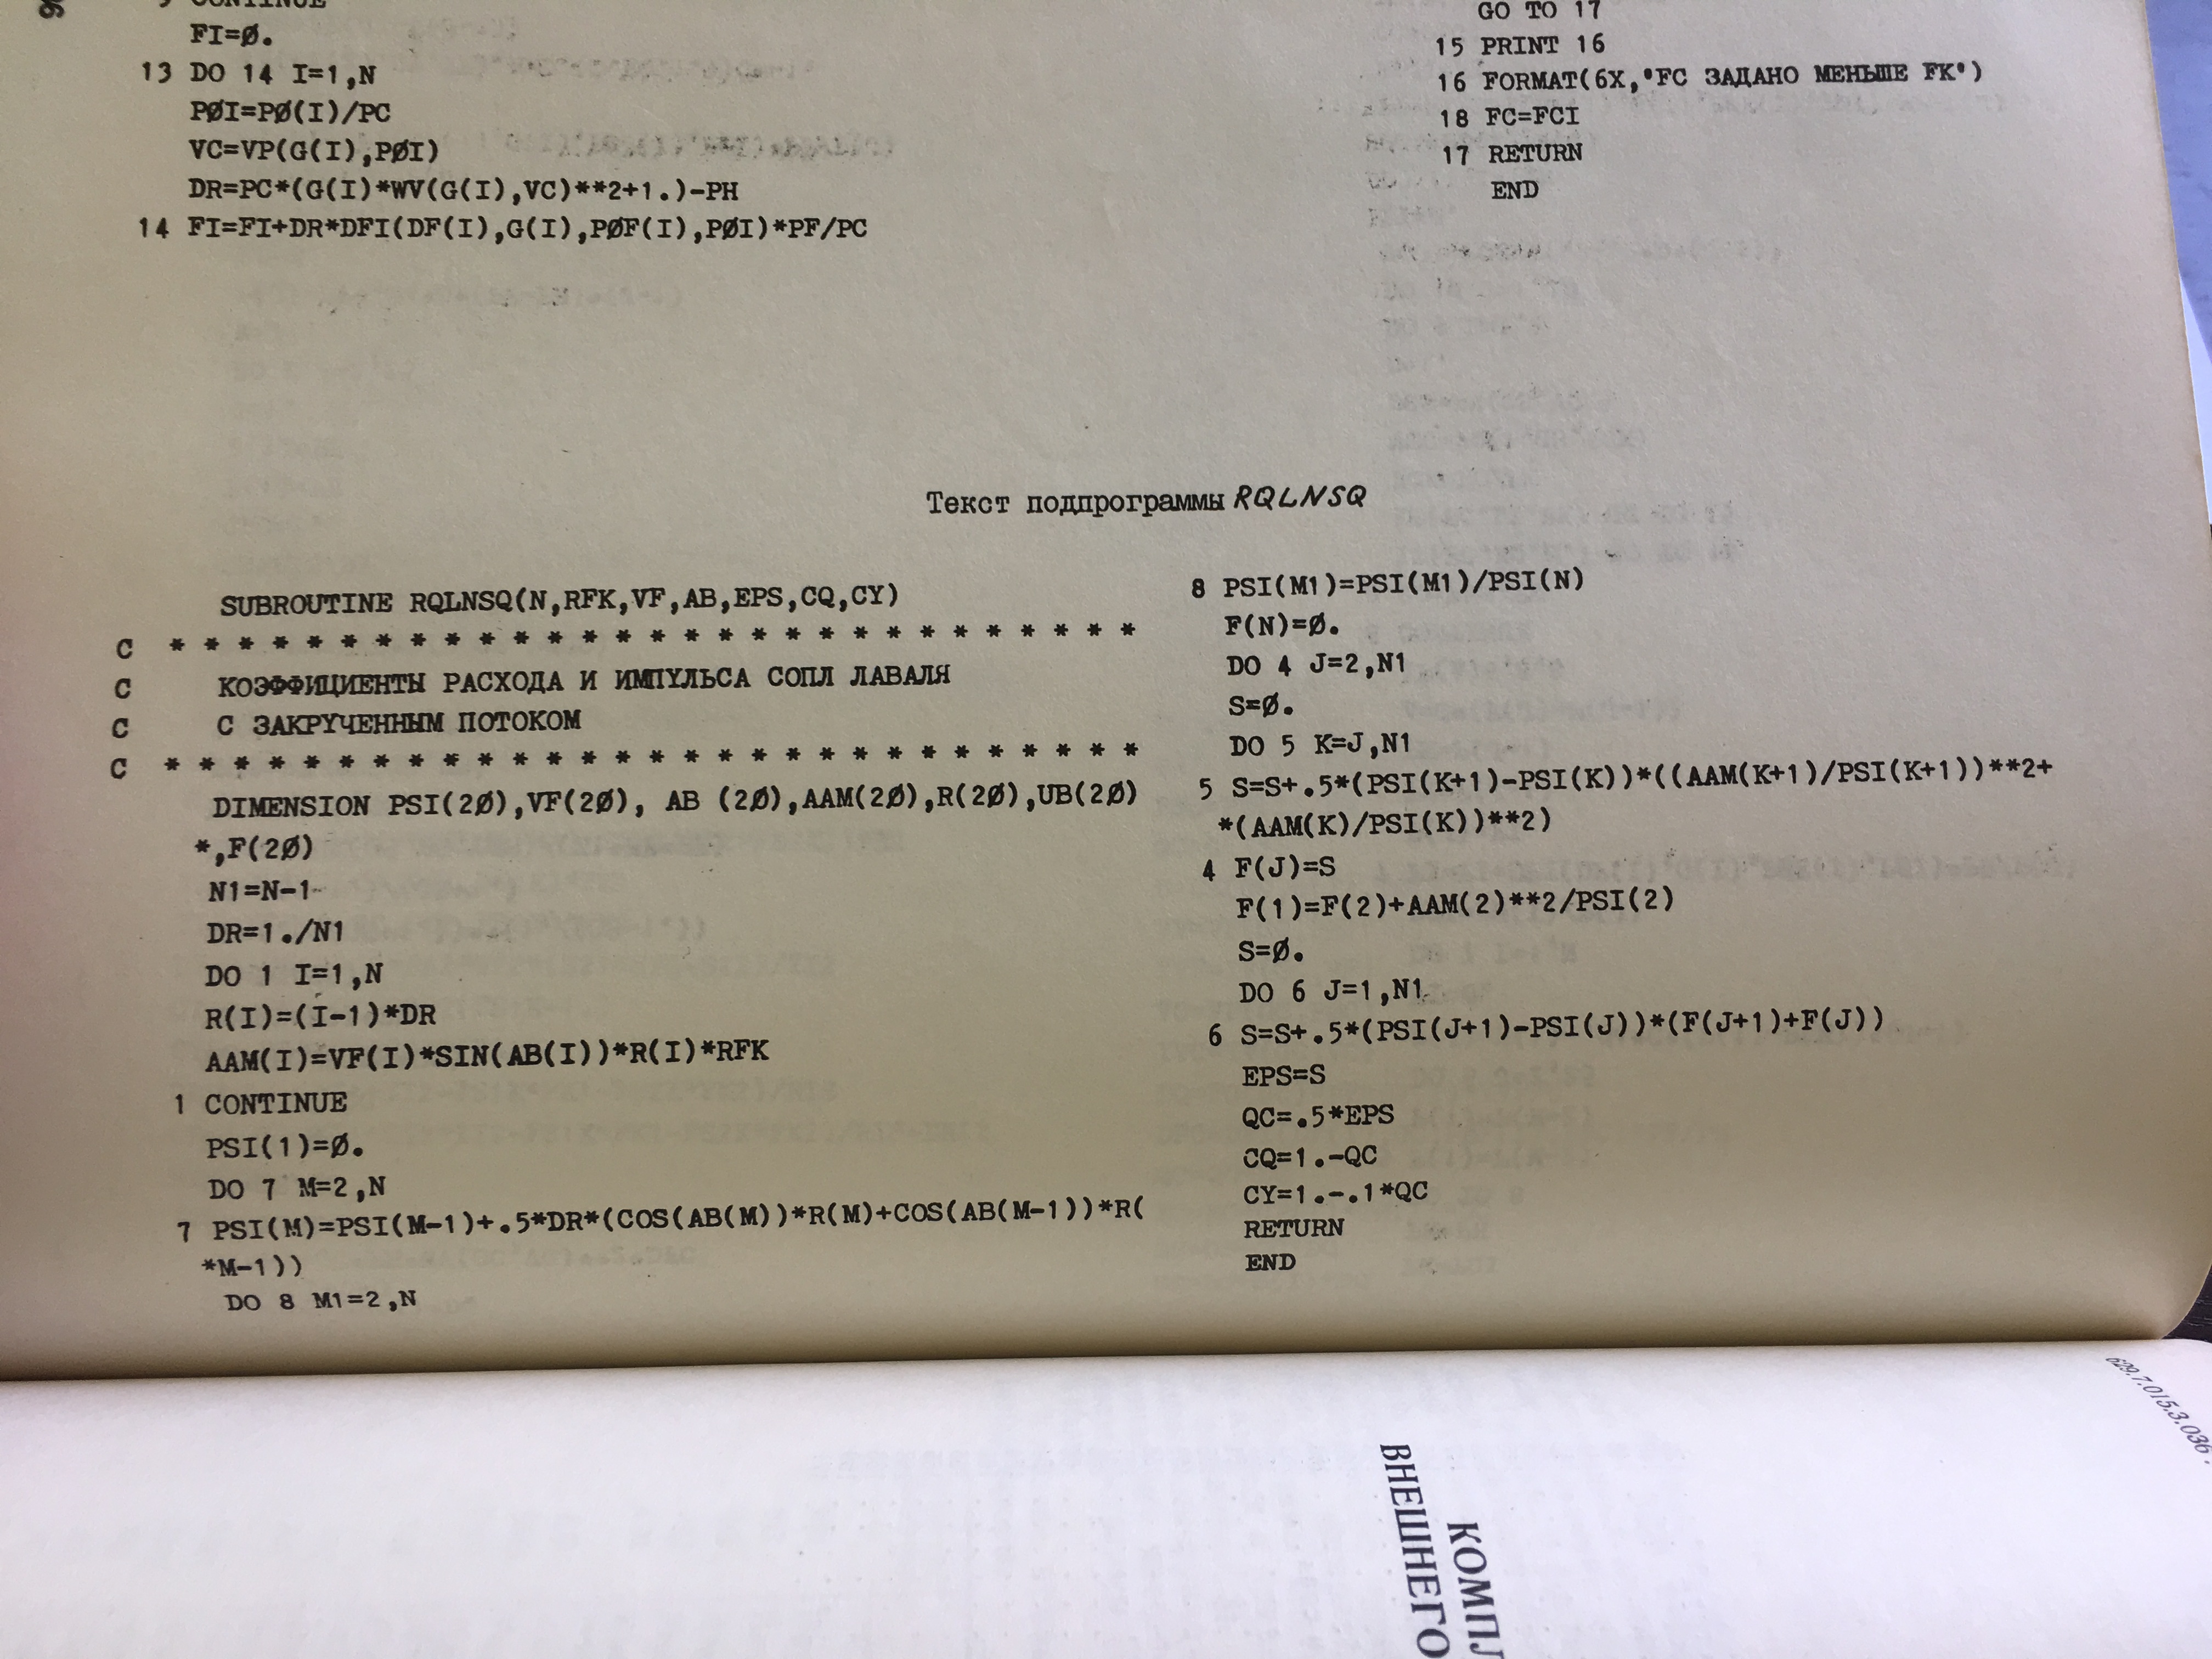 9 CONTINUE
FI=Ø.
13 DO 14 I=1,N
PØI=PØ(I)/PC
VC=VP(G(I),PØI)
DR=PC*(G(I)*WV(G(I),VC)**2+1.)-PH
14 FI=FI+DR*DFI(DF(I),G(I),PØF(I),PØI)*PF/PC
GO TO 17
15 PRINT 16
16 FORMAT(6X,'FC ЗАДАНО МЕНЬШЕ FK')
18 FC=FCI
17 RETURN
END
Текст подпрограммы RQLNSQ
SUBROUTINE RQLNSQ(N,RFK,VF,AB,EPS,CQ,CY)
C * * * * * * * * * * * * * * * * * * * * * * * * * * * * *
C КОЭФФИЦИЕНТЫ РАСХОДА И ИМПУЛЬСА СОПЛ ЛАВАЛЯ
C С ЗАКРУЧЕННЫМ ПОТОКОМ
C * * * * * * * * * * * * * * * * * * * * * * * * * * * * *
DIMENSION PSI(2Ø),VF(2Ø), AB (2Ø),AAM(2Ø),R(2Ø),UB(2Ø)
*,F(2Ø)
N1=N-1
DR=1./N1
DO 1 I=1,N
R(I)=(I-1)*DR
AAM(I)=VF(I)*SIN(AB(I))*R(I)*RFK
1 CONTINUE
PSI(1)=Ø.
DO 7 M=2,N
7 PSI(M)=PSI(M-1)+.5*DR*(COS(AB(M))*R(M)+COS(AB(M-1))*R(
*M-1))
DO 8 M1=2,N
8 PSI(M1)=PSI(M1)/PSI(N)
F(N)=Ø.
DO 4 J=2,N1
S=Ø.
DO 5 K=J,N1
5 S=S+.5*(PSI(K+1)-PSI(K))*((AAM(K+1)/PSI(K+1))**2+
*(AAM(K)/PSI(K))**2)
4 F(J)=S
F(1)=F(2)+AAM(2)**2/PSI(2)
S=Ø.
DO 6 J=1,N1
6 S=S+.5*(PSI(J+1)-PSI(J))*(F(J+1)+F(J))
EPS=S
QC=.5*EPS
CQ=1.-QC
CY=1.-.1*QC
RETURN
END
629.7.015.3.036
КОМПЛ
ВНЕШНЕГО